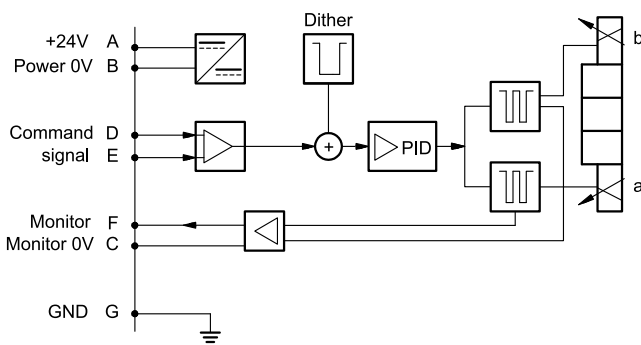 Dither
+24V A
Power 0V B
b
Command D
signal E
PID
a
Monitor F
Monitor 0V C
GND G